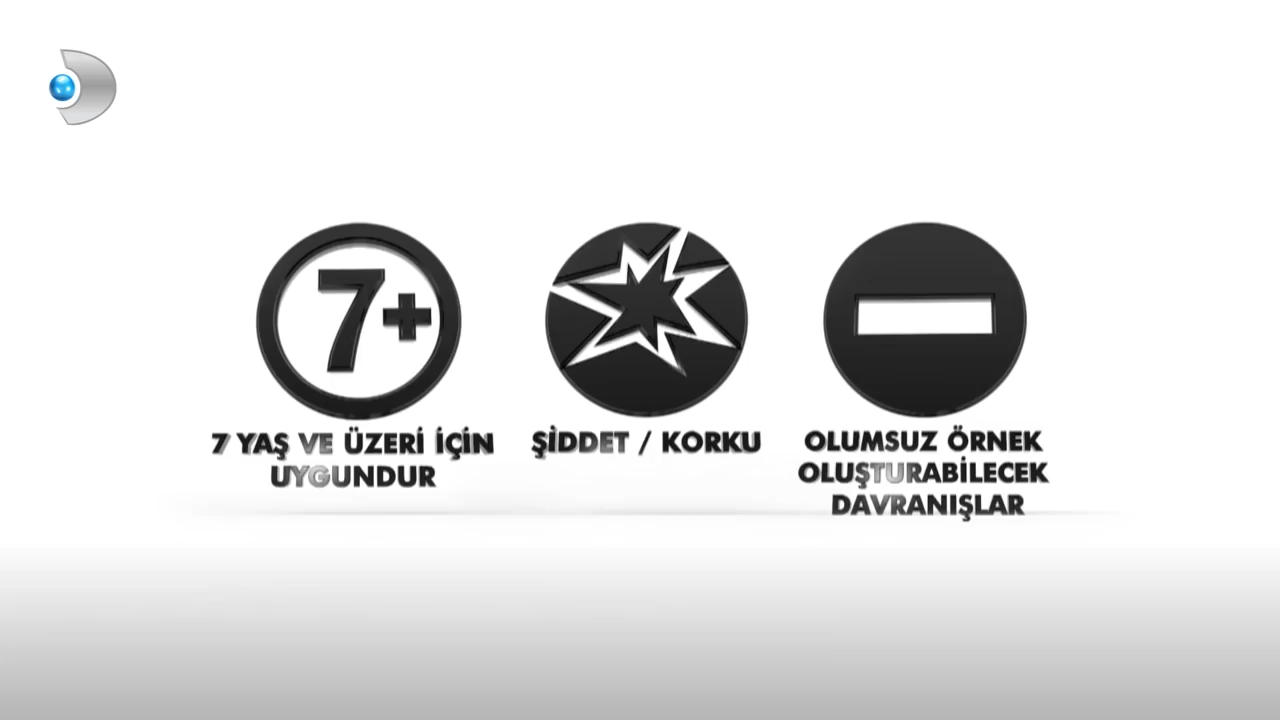 7+
7 YAŞ VE ÜZERİ İÇİN
UYGUNDUR
ŞİDDET / KORKU
OLUMSUZ ÖRNEK
OLUŞTURABİLECEK
DAVRANIŞLAR